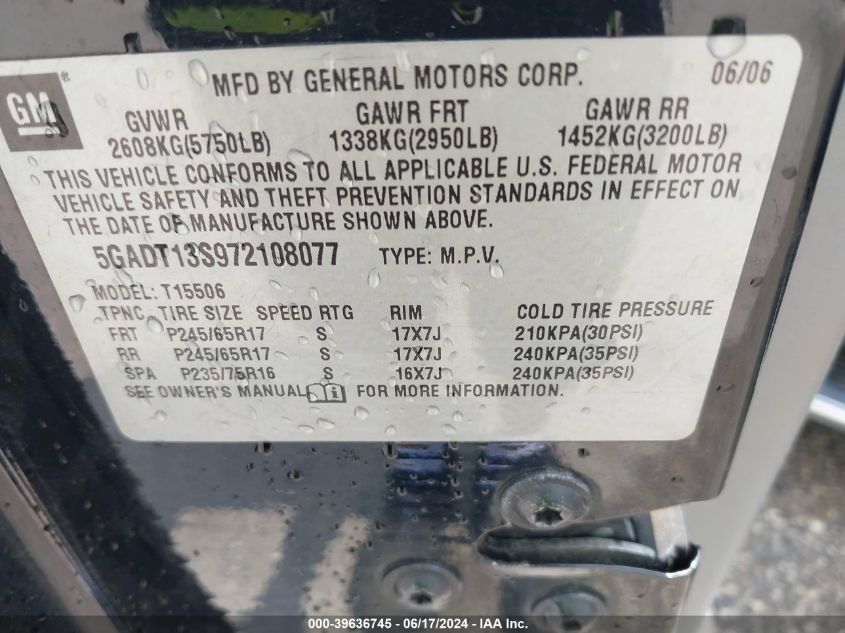 GM ® MFD BY GENERAL MOTORS CORP. 06/06
GVWR GAWR FRT GAWR RR
2608KG(5750LB) 1338KG(2950LB) 1452KG(3200LB)
THIS VEHICLE CONFORMS TO ALL APPLICABLE U.S. FEDERAL MOTOR
VEHICLE SAFETY AND THEFT PREVENTION STANDARDS IN EFFECT ON
THE DATE OF MANUFACTURE SHOWN ABOVE.
5GADT13S972108077 TYPE: M.P.V.
MODEL: T15506
TPNC TIRE SIZE SPEED RTG RIM COLD TIRE PRESSURE
FRT P245/65R17 S 17X7J 210KPA(30PSI)
RR P245/65R17 S 17X7J 240KPA(35PSI)
SPA P235/75R16 S 16X7J 240KPA(35PSI)
SEE OWNER'S MANUAL FOR MORE INFORMATION.
000-39636745 - 06/17/2024 - IAA Inc.